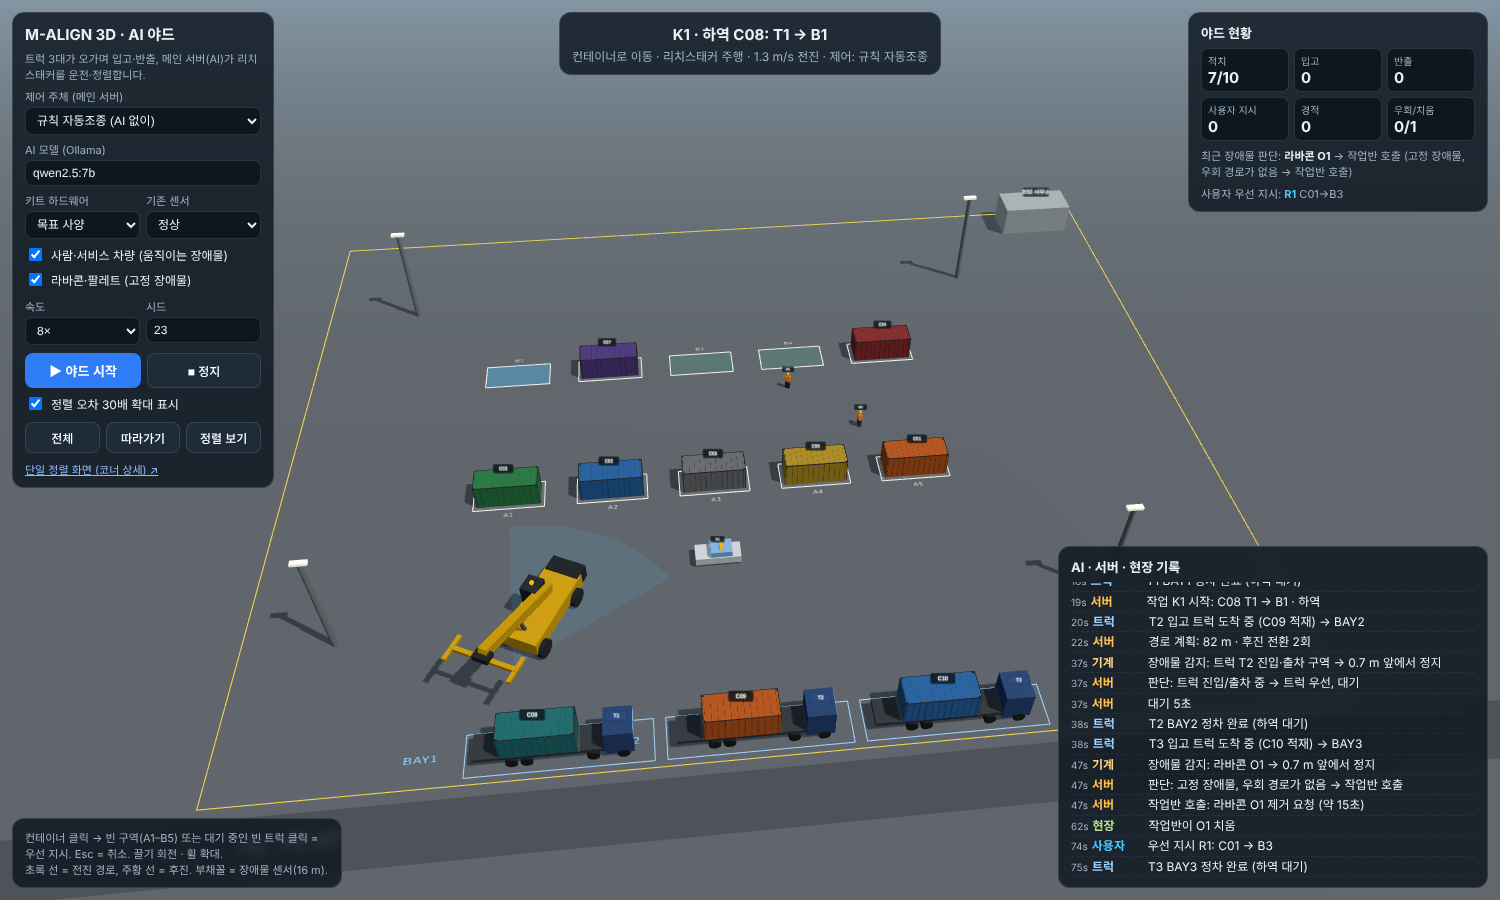 M-ALIGN 3D · AI 야드
트럭 3대가 오가며 입고·반출, 메인 서버(AI)가 리치
스태커를 운전·정렬합니다.
제어 주체 (메인 서버)
규칙 자동조종 (AI 없이)
AI 모델 (Ollama)
qwen2.5:7b
키트 하드웨어
기존 센서
목표 사양
정상
사람·서비스 차량 (움직이는 장애물)
라바콘·팔레트 (고정 장애물)
속도
시드
8×
23
▶ 야드 시작
■ 정지
정렬 오차 30배 확대 표시
전체
따라가기
정렬 보기
단일 정렬 화면 (코너 상세) ↗
K1 · 하역 C08: T1 → B1
컨테이너로 이동 · 리치스태커 주행 · 1.3 m/s 전진 · 제어: 규칙 자동조종
야드 현황
적치
7/10
입고
0
반출
0
사용자 지시
0
경적
0
우회/치움
0/1
최근 장애물 판단: 라바콘 O1 → 작업반 호출 (고정 장애물,
우회 경로가 없음 → 작업반 호출)
사용자 우선 지시: R1 C01→B3
A1
A2
A3
A4
A5
C08
T1
C09
T2
C10
T3
BAY1
2
AI · 서버 · 현장 기록
19s 서버 작업 K1 시작: C08 T1 → B1 · 하역
20s 트럭 T2 입고 트럭 도착 중 (C09 적재) → BAY2
22s 서버 경로 계획: 82 m · 후진 전환 2회
37s 기계 장애물 감지: 트럭 T2 진입·출차 구역 → 0.7 m 앞에서 정지
37s 서버 판단: 트럭 진입/출차 중 → 트럭 우선, 대기
37s 서버 대기 5초
38s 트럭 T2 BAY2 정차 완료 (하역 대기)
38s 트럭 T3 입고 트럭 도착 중 (C10 적재) → BAY3
47s 기계 장애물 감지: 라바콘 O1 → 0.7 m 앞에서 정지
47s 서버 판단: 고정 장애물, 우회 경로가 없음 → 작업반 호출
47s 서버 작업반 호출: 라바콘 O1 제거 요청 (약 15초)
62s 현장 작업반이 O1 치움
74s 사용자 우선 지시 R1: C01 → B3
75s 트럭 T3 BAY3 정차 완료 (하역 대기)
컨테이너 클릭 → 빈 구역(A1–B5) 또는 대기 중인 빈 트럭 클릭 =
우선 지시. Esc = 취소. 끌기 회전 · 휠 확대.
초록 선 = 전진 경로, 주황 선 = 후진. 부채꼴 = 장애물 센서(16 m).